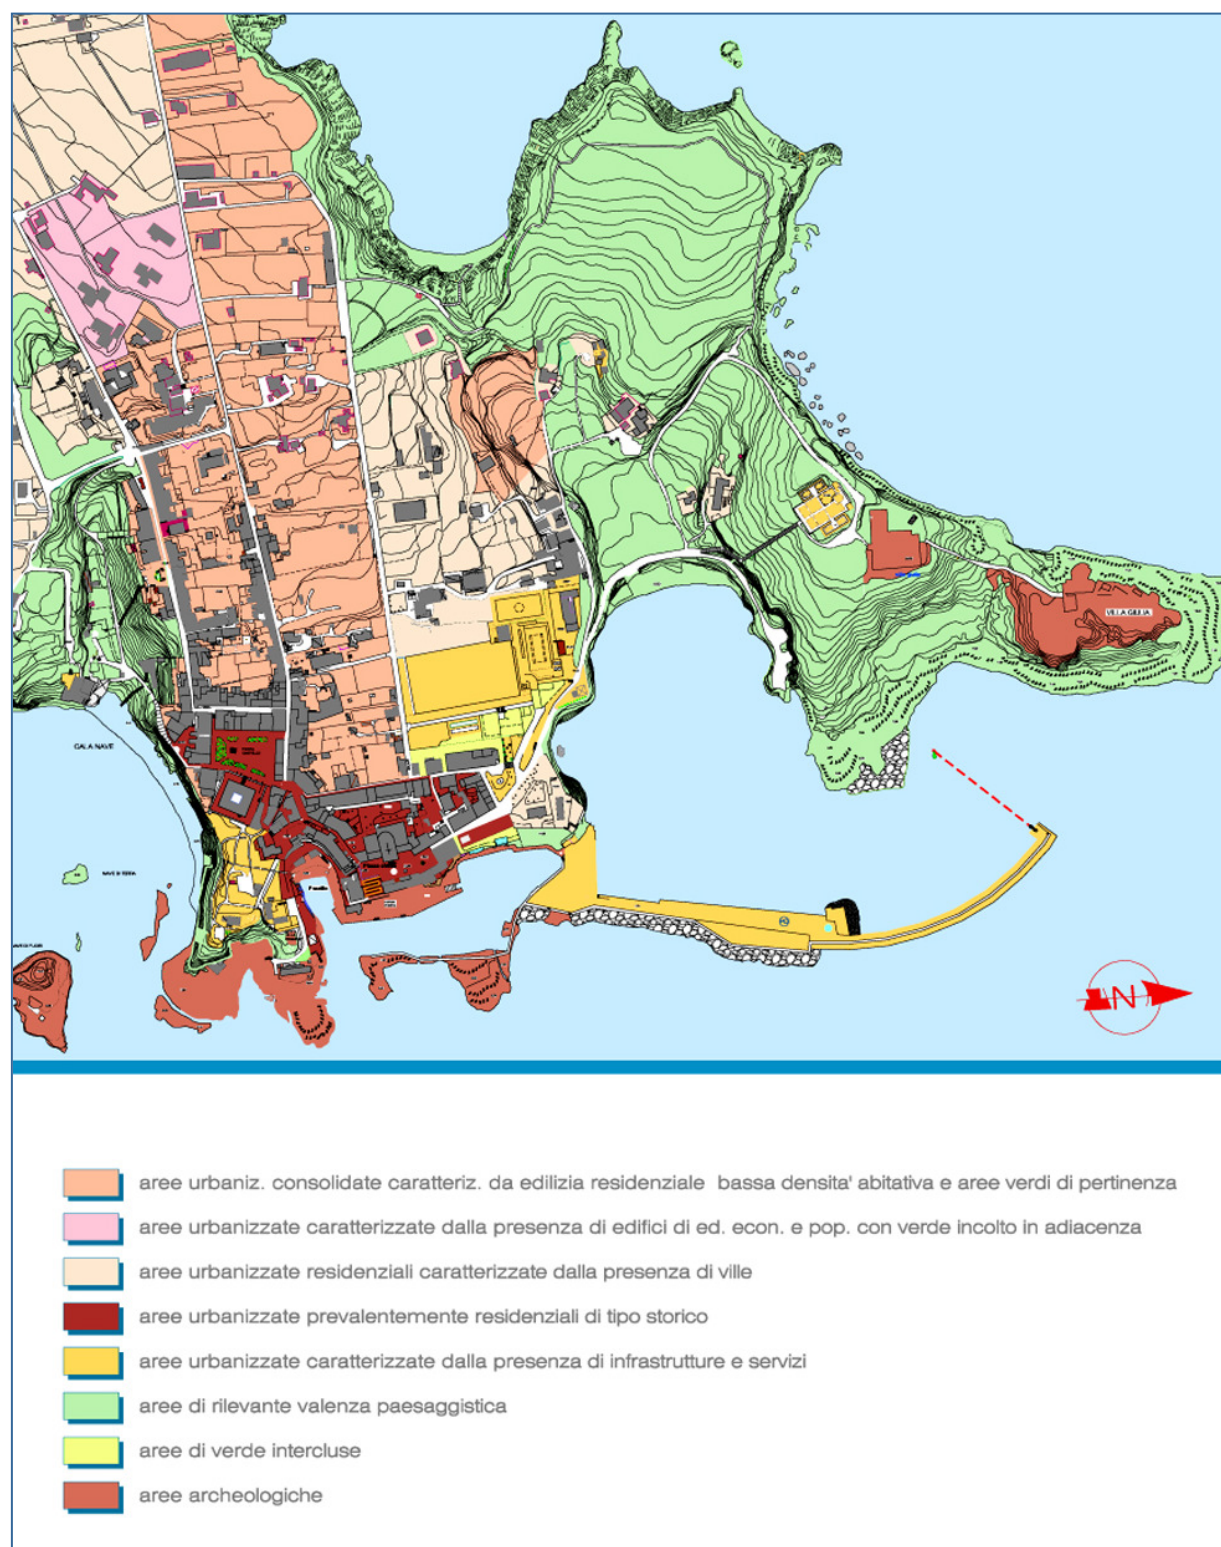 VILLA GIULIA
CALA NAVE
NAVE DI TERRA
N
aree urbaniz. consolidate caratteriz. da edilizia residenziale bassa densita' abitativa e aree verdi di pertinenza
aree urbanizzate caratterizzate dalla presenza di edifici di ed. econ. e pop. con verde incolto in adiacenza
aree urbanizzate residenziali caratterizzate dalla presenza di ville
aree urbanizzate prevalentemente residenziali di tipo storico
aree urbanizzate caratterizzate dalla presenza di infrastrutture e servizi
aree di rilevante valenza paesaggistica
aree di verde intercluse
aree archeologiche